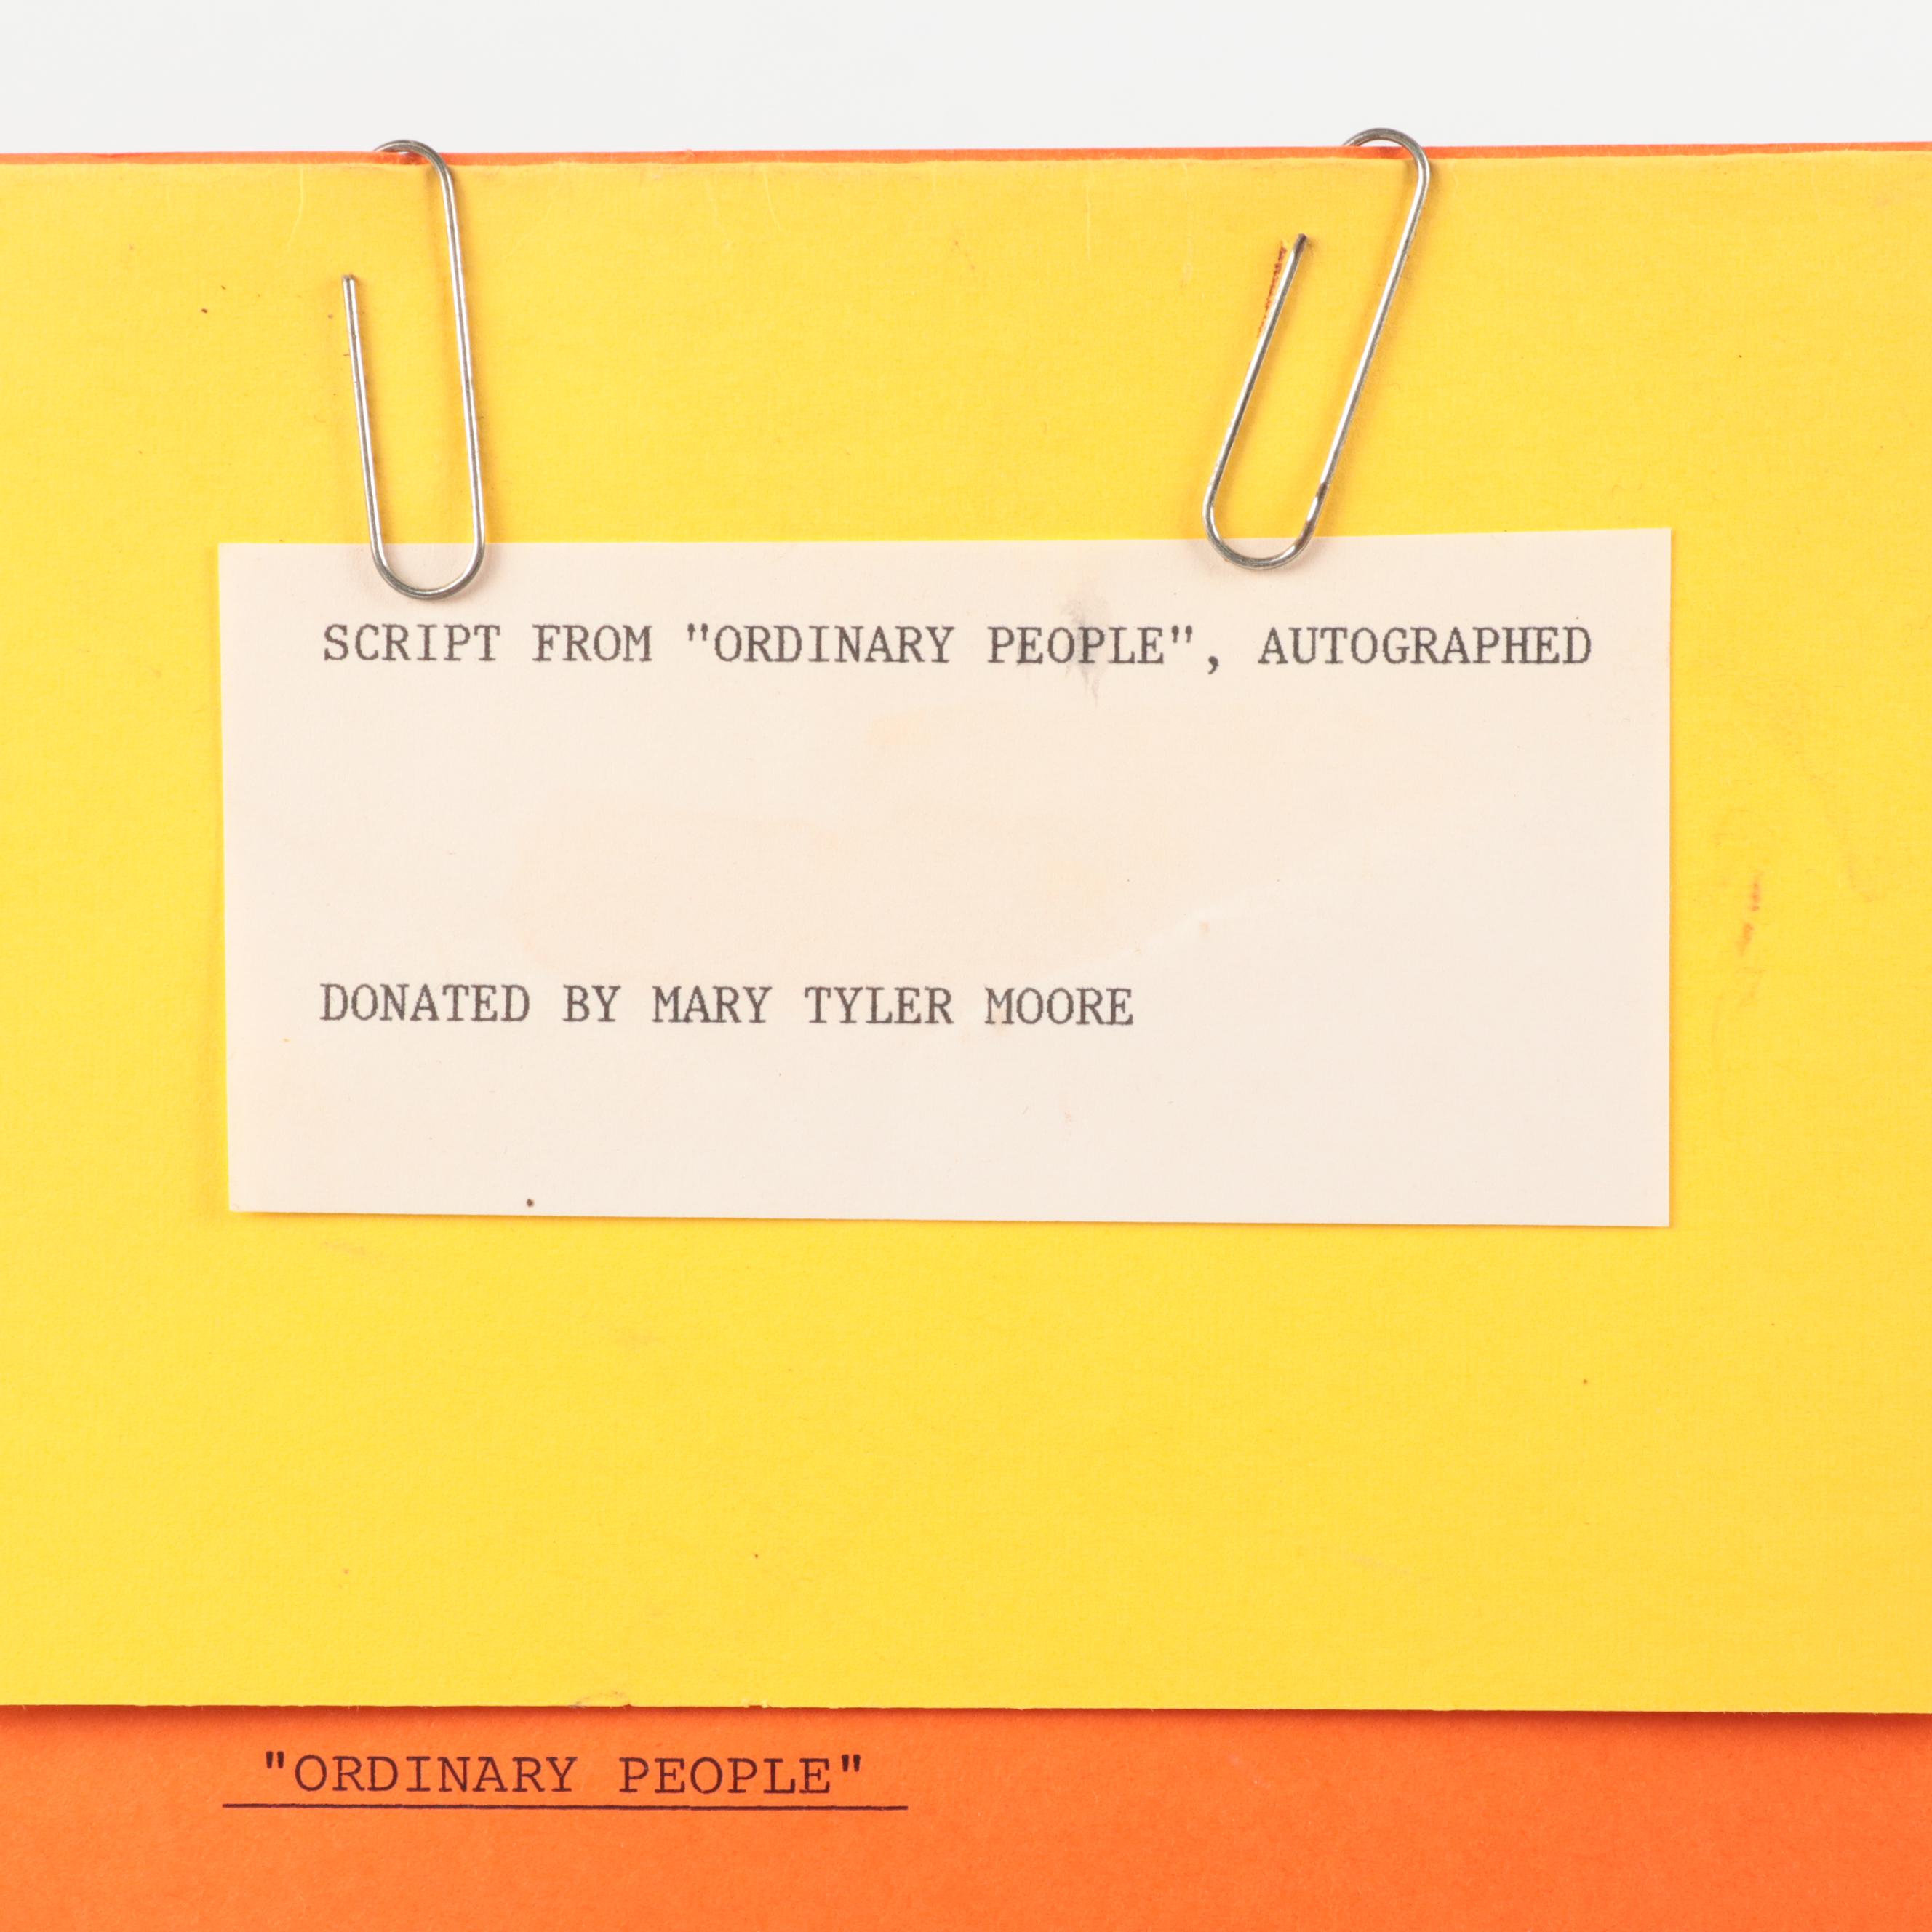 SCRIPT FROM "ORDINARY PEOPLE", AUTOGRAPHED
DONATED BY MARY TYLER MOORE
"ORDINARY PEOPLE"